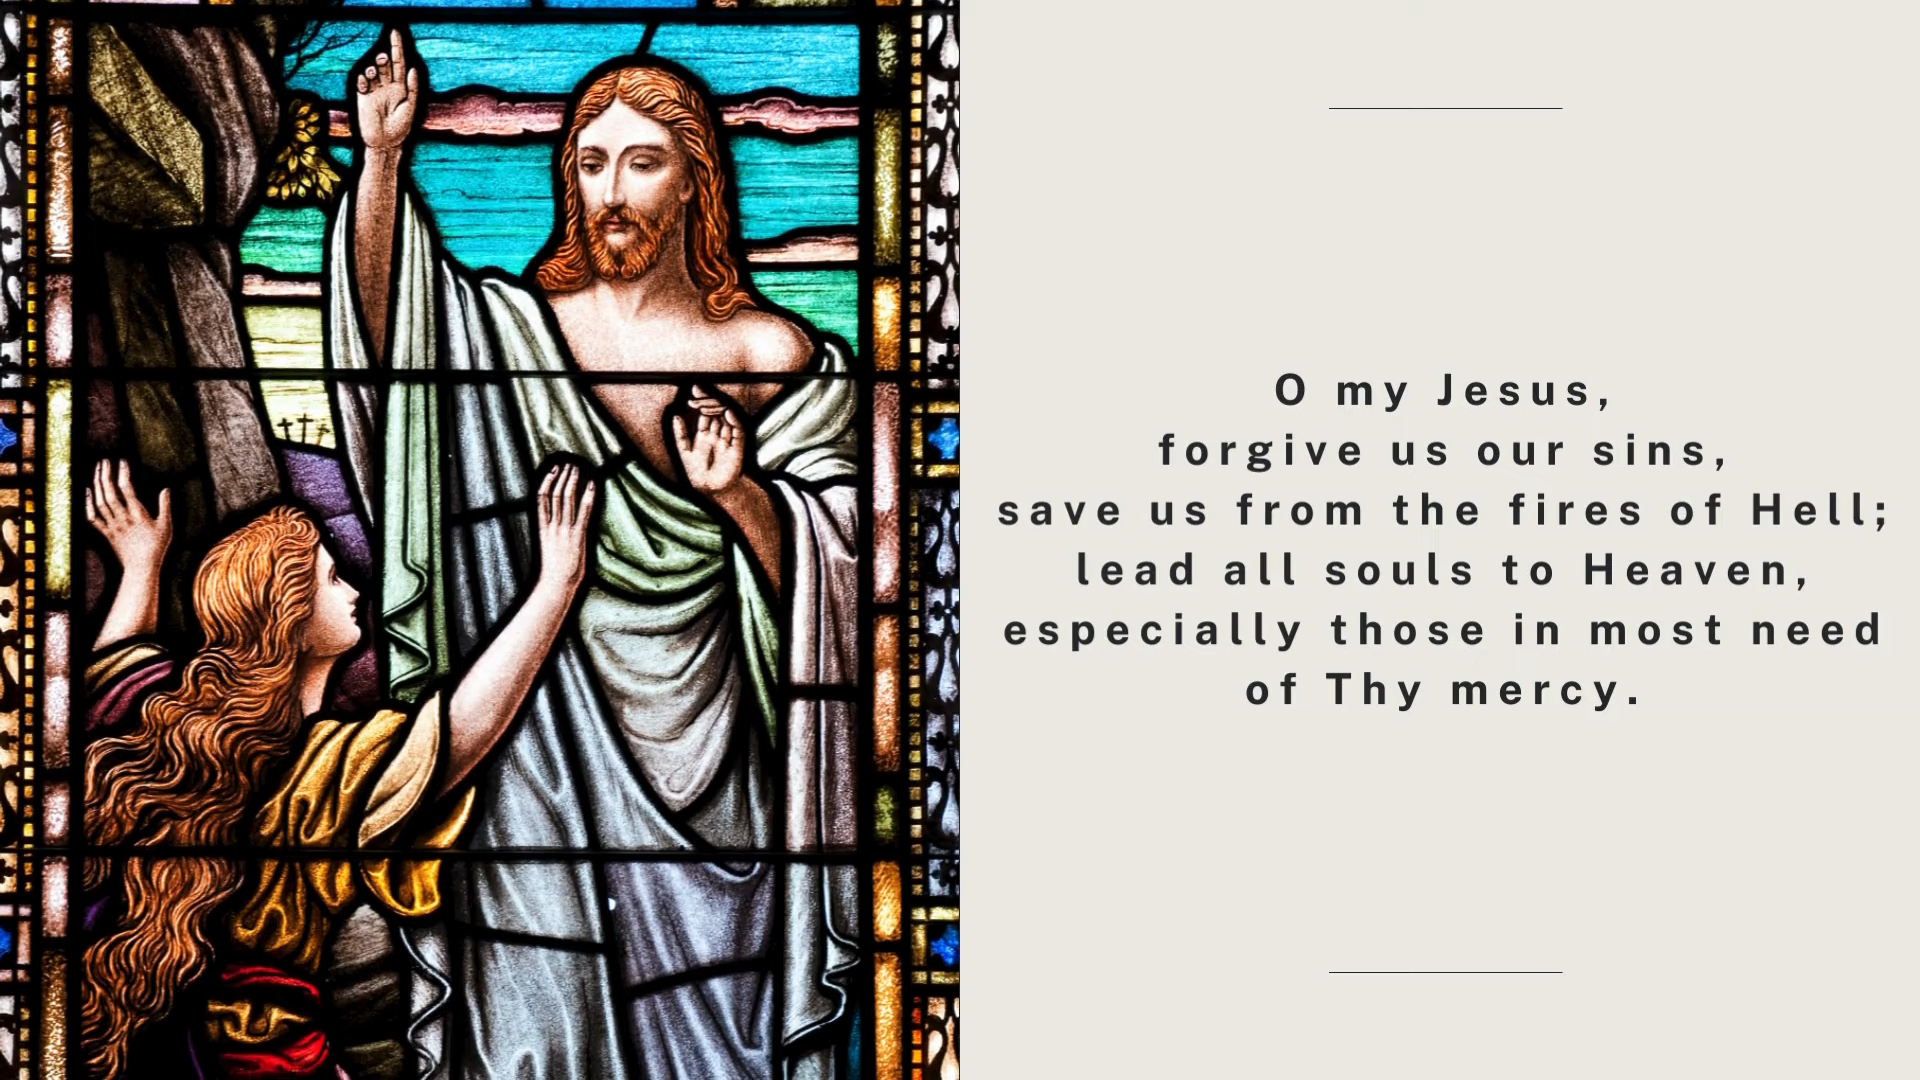 O my Jesus,
forgive us our sins,
save us from the fires of Hell;
lead all souls to Heaven,
especially those in most need
of Thy mercy.